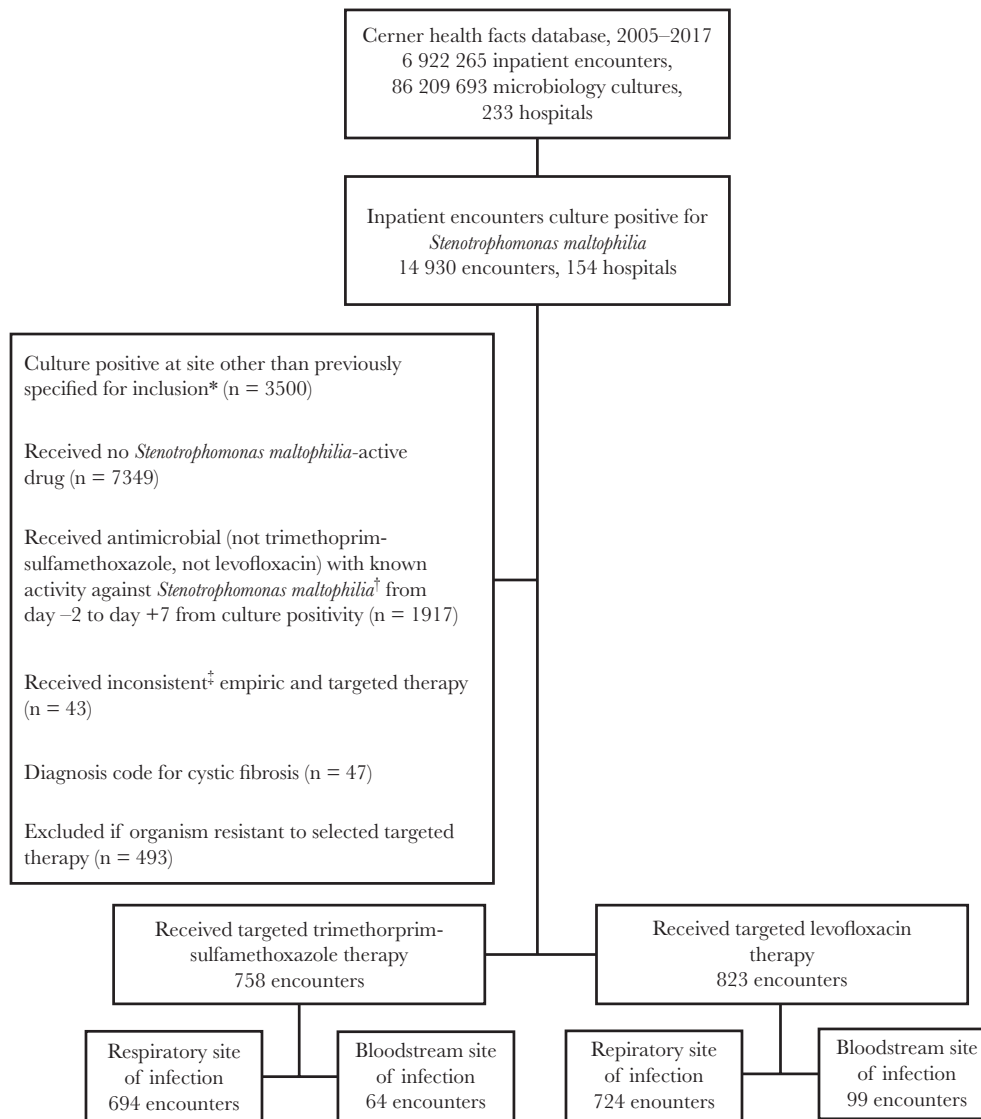 Cerner health facts database, 2005–2017
6 922 265 inpatient encounters,
86 209 693 microbiology cultures,
233 hospitals
Inpatient encounters culture positive for
Stenotrophomonas maltophilia
14 930 encounters, 154 hospitals
Culture positive at site other than previously
specified for inclusion* (n = 3500)
Received no Stenotrophomonas maltophilia-active
drug (n = 7349)
Received antimicrobial (not trimethoprim-
sulfamethoxazole, not levofloxacin) with known
activity against Stenotrophomonas maltophilia† from
day –2 to day +7 from culture positivity (n = 1917)
Received inconsistent‡ empiric and targeted therapy
(n = 43)
Diagnosis code for cystic fibrosis (n = 47)
Excluded if organism resistant to selected targeted
therapy (n = 493)
Received targeted trimethorprim-
sulfamethoxazole therapy
758 encounters
Received targeted levofloxacin
therapy
823 encounters
Respiratory site
of infection
694 encounters
Bloodstream site
of infection
64 encounters
Repiratory site
of infection
724 enounters
Bloodstream site
of infection
99 encounters